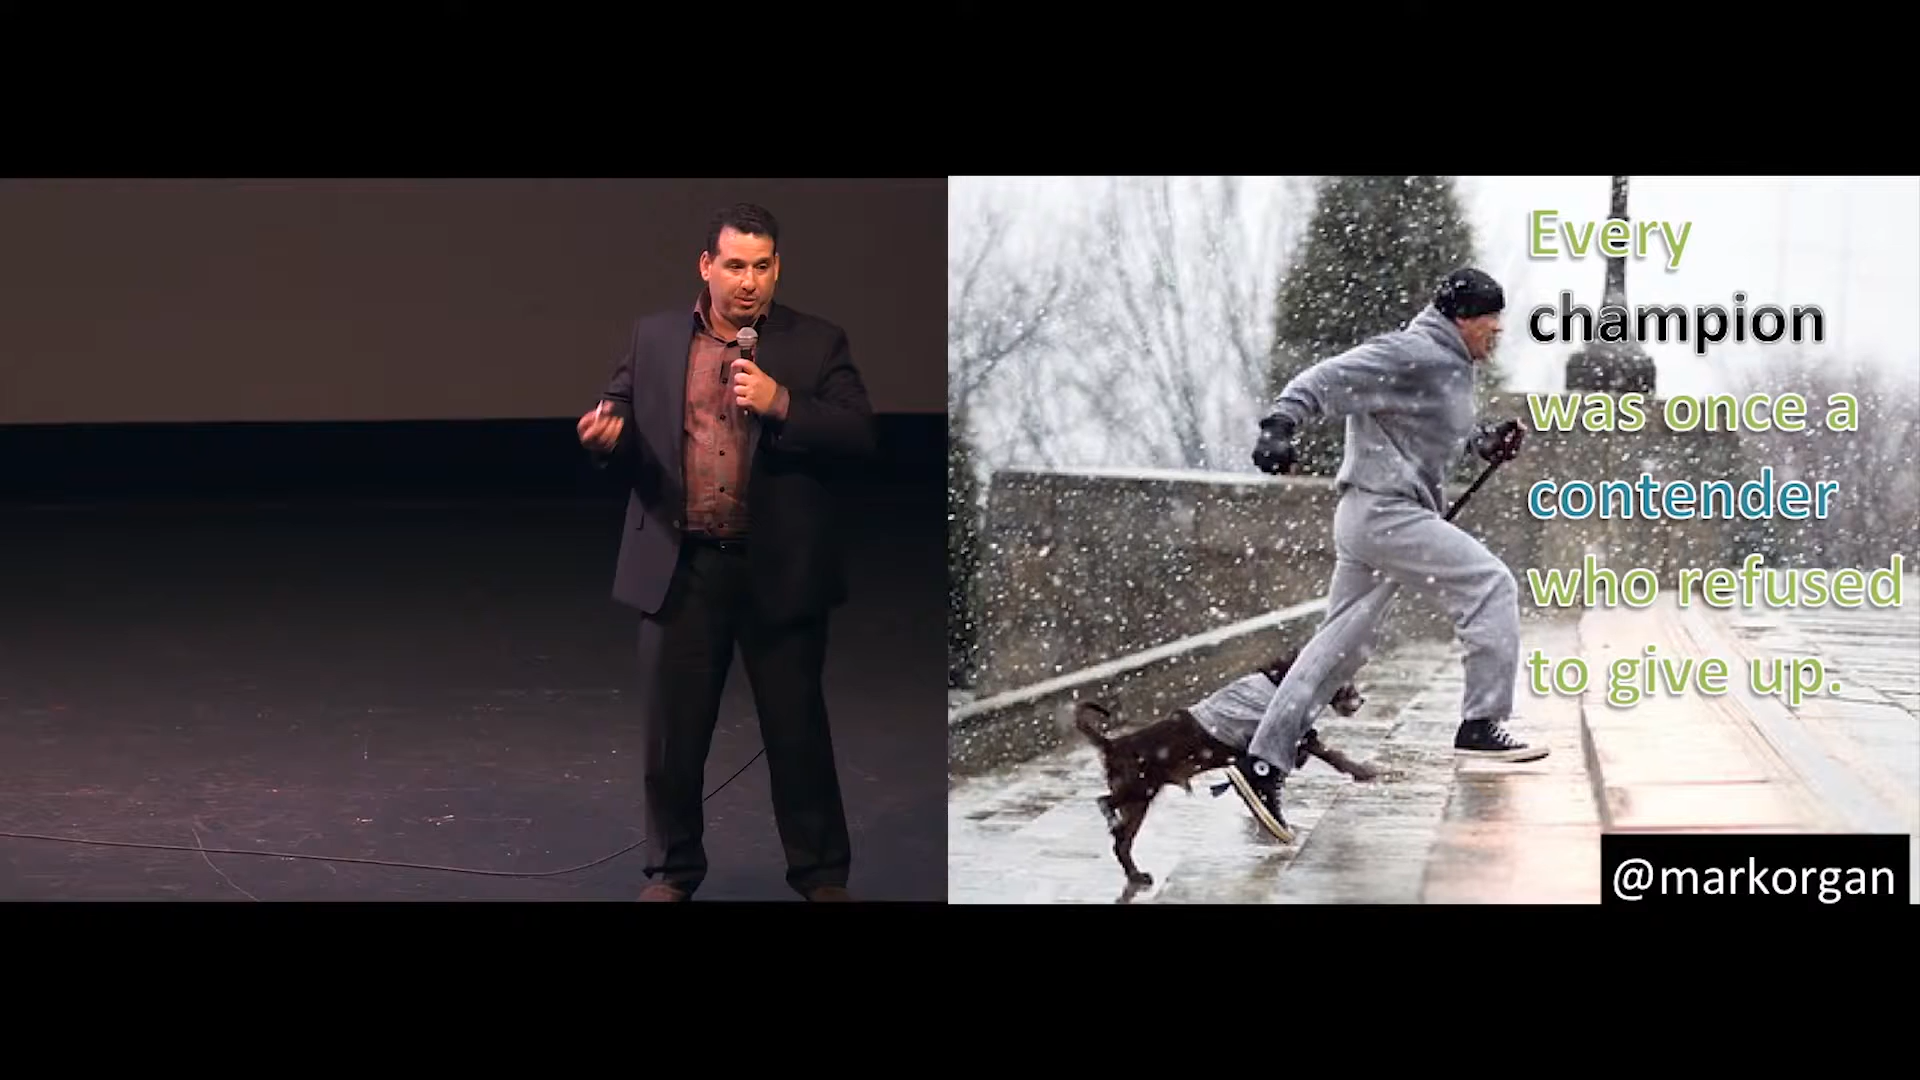 Every
champion
was once a
contender
who refused
to give up.
@markorgan